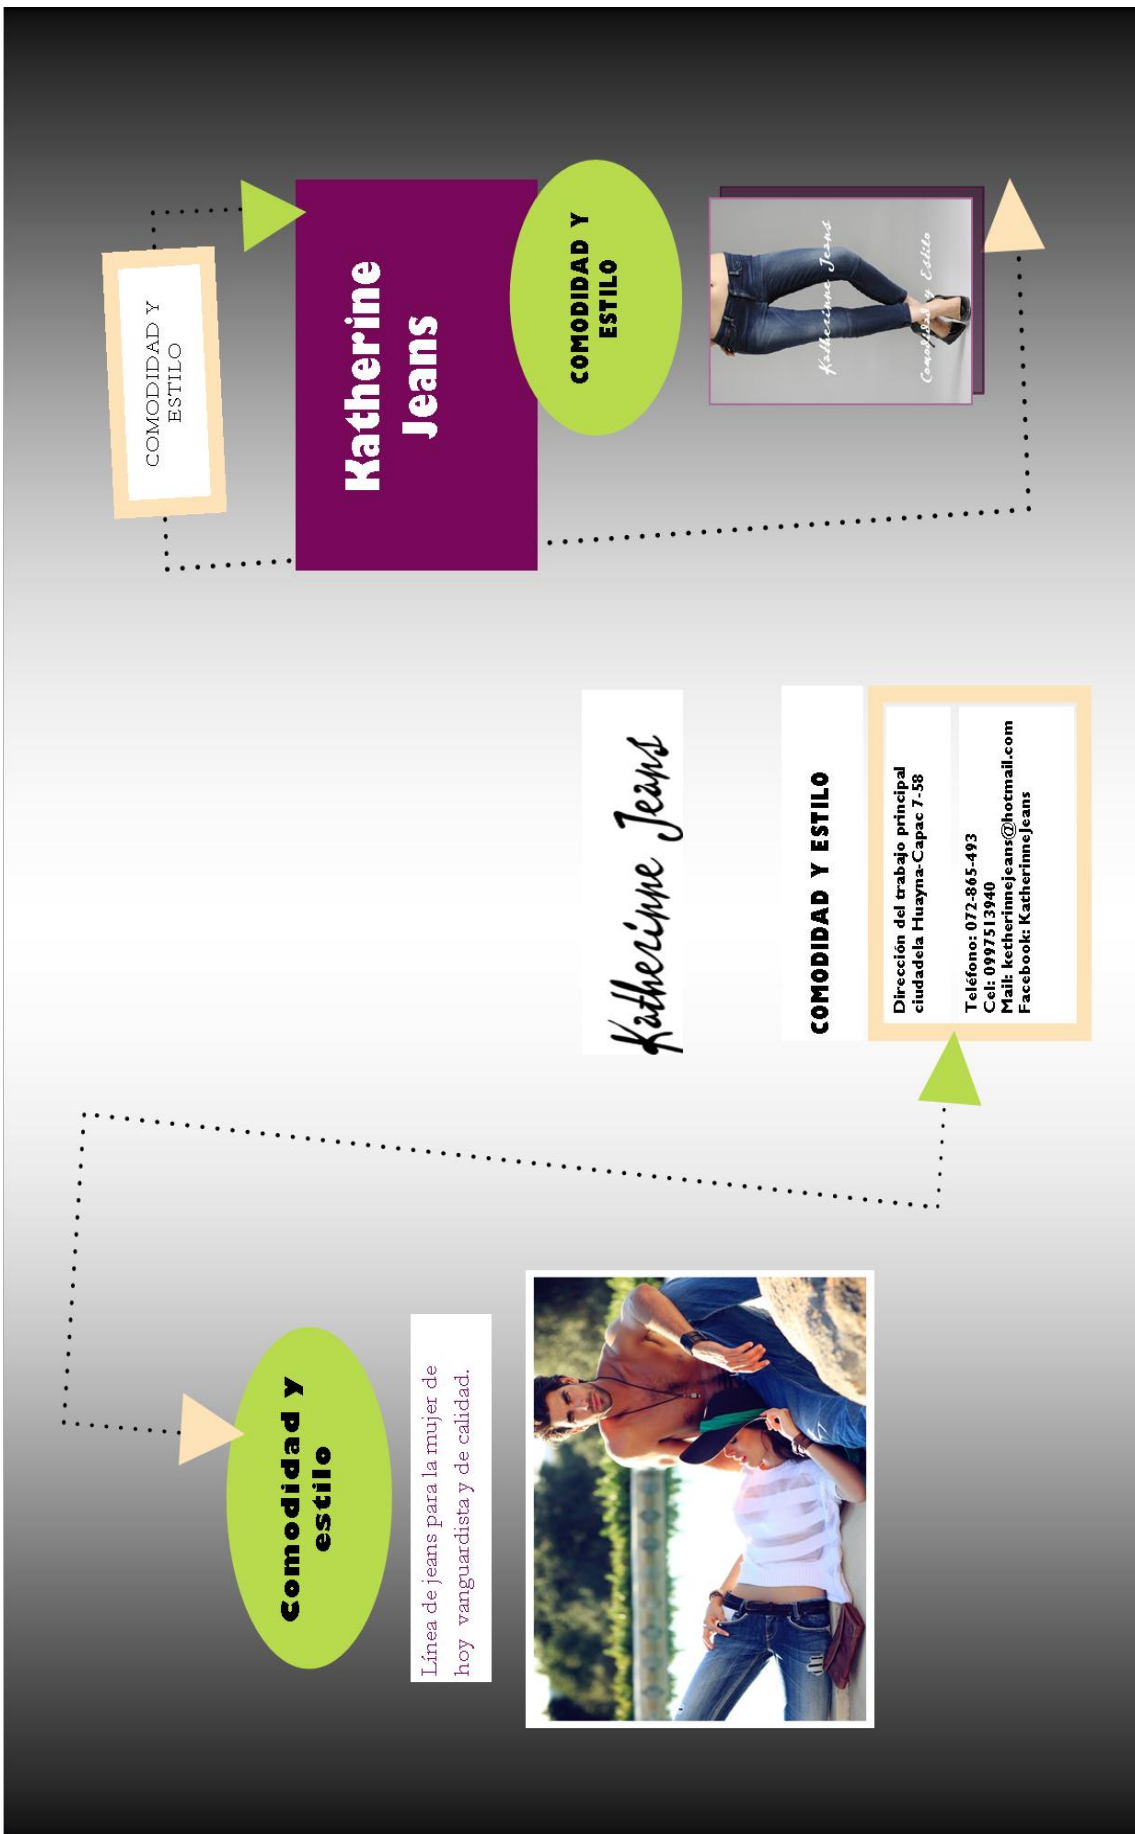 Comodidad y
estilo
Línea de jeans para la mujer de
hoy vanguardista y de calidad.
Katherinne Jeans
COMODIDAD Y ESTILO
Dirección del trabajo principal
ciudadela Huayna-Capac 7-58
Teléfono: 072-865-493
Cel: 0997513940
Mail: ketherinnejeans@hotmail.com
Facebook: KatherinneJeans
COMODIDAD Y
ESTILO
Katherine
Jeans
COMODIDAD Y
ESTILO
Katherinne Jeans
Comodidad y Estilo